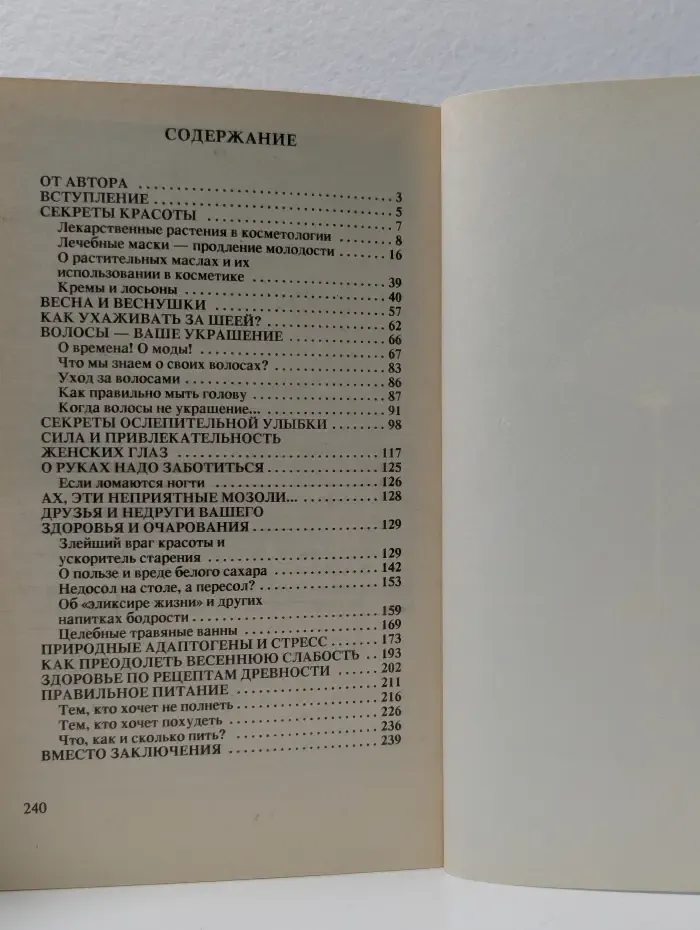 СОДЕРЖАНИЕ
ОТ АВТОРА ........ 3
ВСТУПЛЕНИЕ ........ 5
СЕКРЕТЫ КРАСОТЫ ........ 7
Лекарственные растения в косметологии ........ 8
Лечебные маски — продление молодости ........ 16
О растительных маслах и их
использовании в косметике ........ 39
Кремы и лосьоны ........ 40
ВЕСНА И ВЕСНУШКИ ........ 57
КАК УХАЖИВАТЬ ЗА ШЕЕЙ? ........ 62
ВОЛОСЫ — ВАШЕ УКРАШЕНИЕ ........ 66
О времена! О моды! ........ 67
Что мы знаем о своих волосах? ........ 83
Уход за волосами ........ 86
Как правильно мыть голову ........ 87
Когда волосы не украшение... ........ 91
СЕКРЕТЫ ОСЛЕПИТЕЛЬНОЙ УЛЫБКИ ........ 98
СИЛА И ПРИВЛЕКАТЕЛЬНОСТЬ
ЖЕНСКИХ ГЛАЗ ........ 117
О РУКАХ НАДО ЗАБОТИТЬСЯ ........ 125
Если ломаются ногти ........ 126
АХ, ЭТИ НЕПРИЯТНЫЕ МОЗОЛИ... ........ 128
ДРУЗЬЯ И НЕДРУГИ ВАШЕГО
ЗДОРОВЬЯ И ОЧАРОВАНИЯ ........ 129
Злейший враг красоты и
ускоритель старения ........ 129
О пользе и вреде белого сахара ........ 142
Недосол на столе, а пересол? ........ 153
Об «эликсире жизни» и других
напитках бодрости ........ 159
Целебные травяные ванны ........ 169
ПРИРОДНЫЕ АДАПТОГЕНЫ И СТРЕСС ........ 173
КАК ПРЕОДОЛЕТЬ ВЕСЕННЮЮ СЛАБОСТЬ ........ 193
ЗДОРОВЬЕ ПО РЕЦЕПТАМ ДРЕВНОСТИ ........ 202
ПРАВИЛЬНОЕ ПИТАНИЕ ........ 211
Тем, кто хочет не полнеть ........ 216
Тем, кто хочет похудеть ........ 226
Что, как и сколько пить? ........ 236
ВМЕСТО ЗАКЛЮЧЕНИЯ ........ 239
240